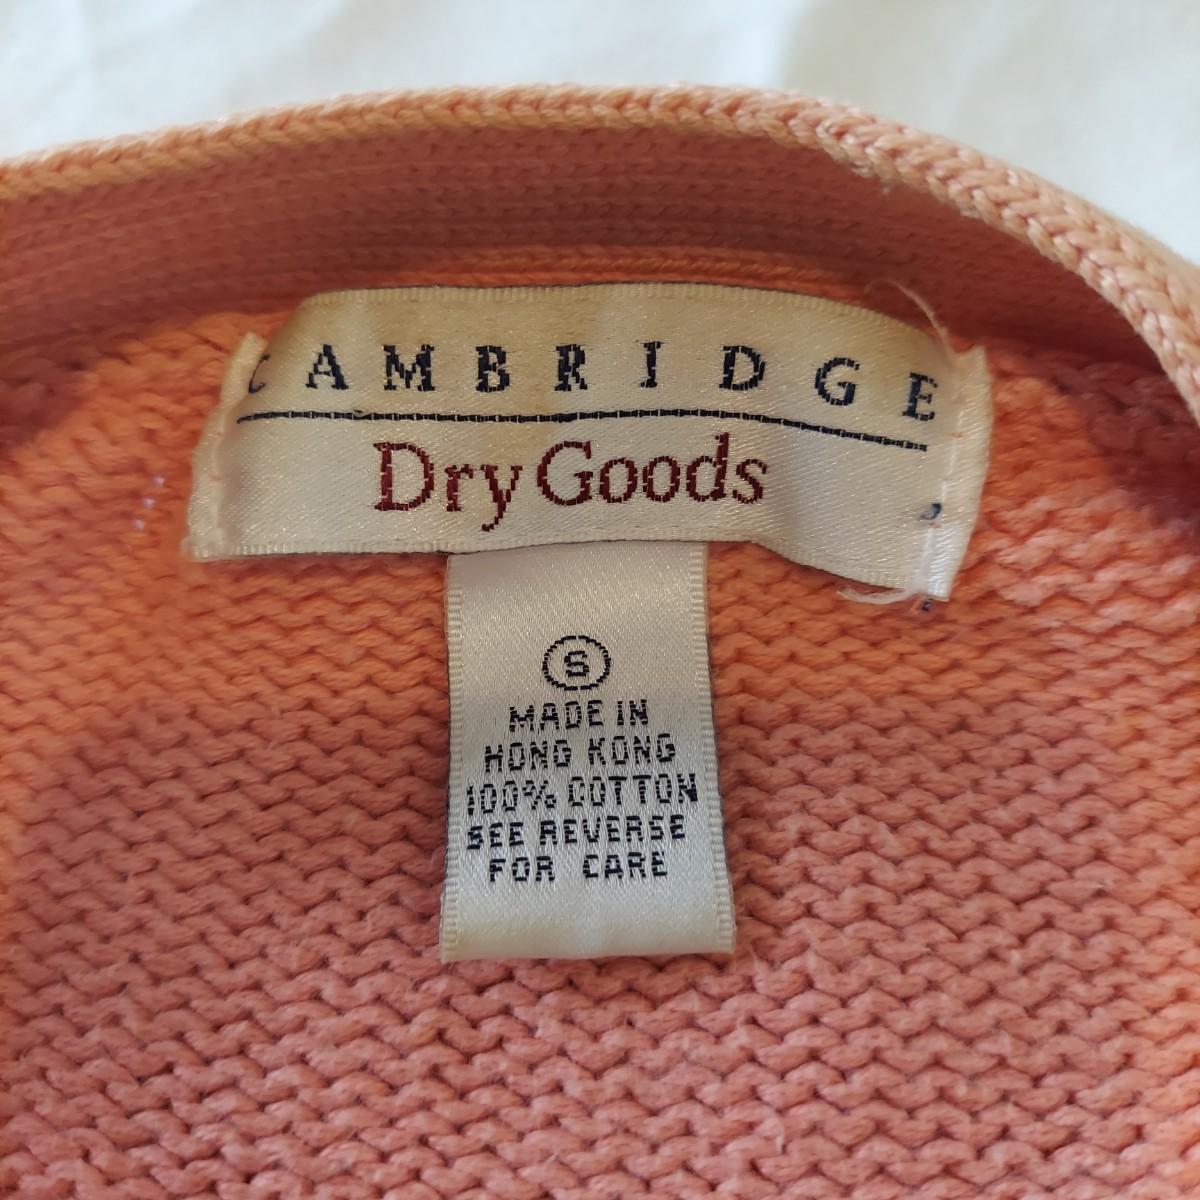 CAMBRIDGE
Dry Goods
S
MADE IN
HONG KONG
100% COTTON
SEE REVERSE
FOR CARE